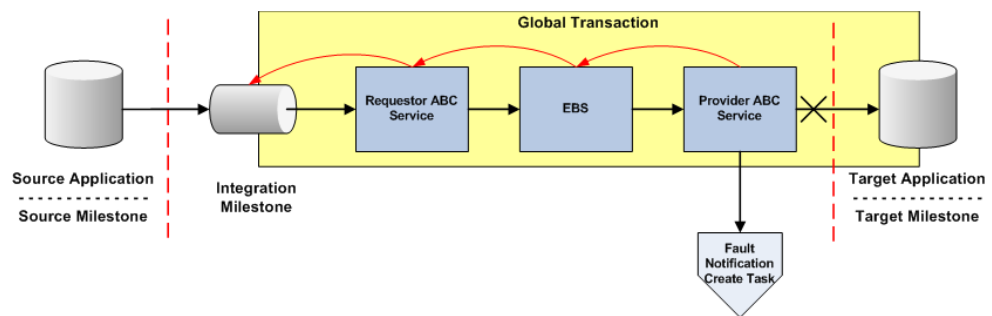 Global Transaction
Requestor ABC
Service
EBS
Provider ABC
Service
Source Application
Source Milestone
Integration
Milestone
Target Application
Target Milestone
Fault
Notification
Create Task